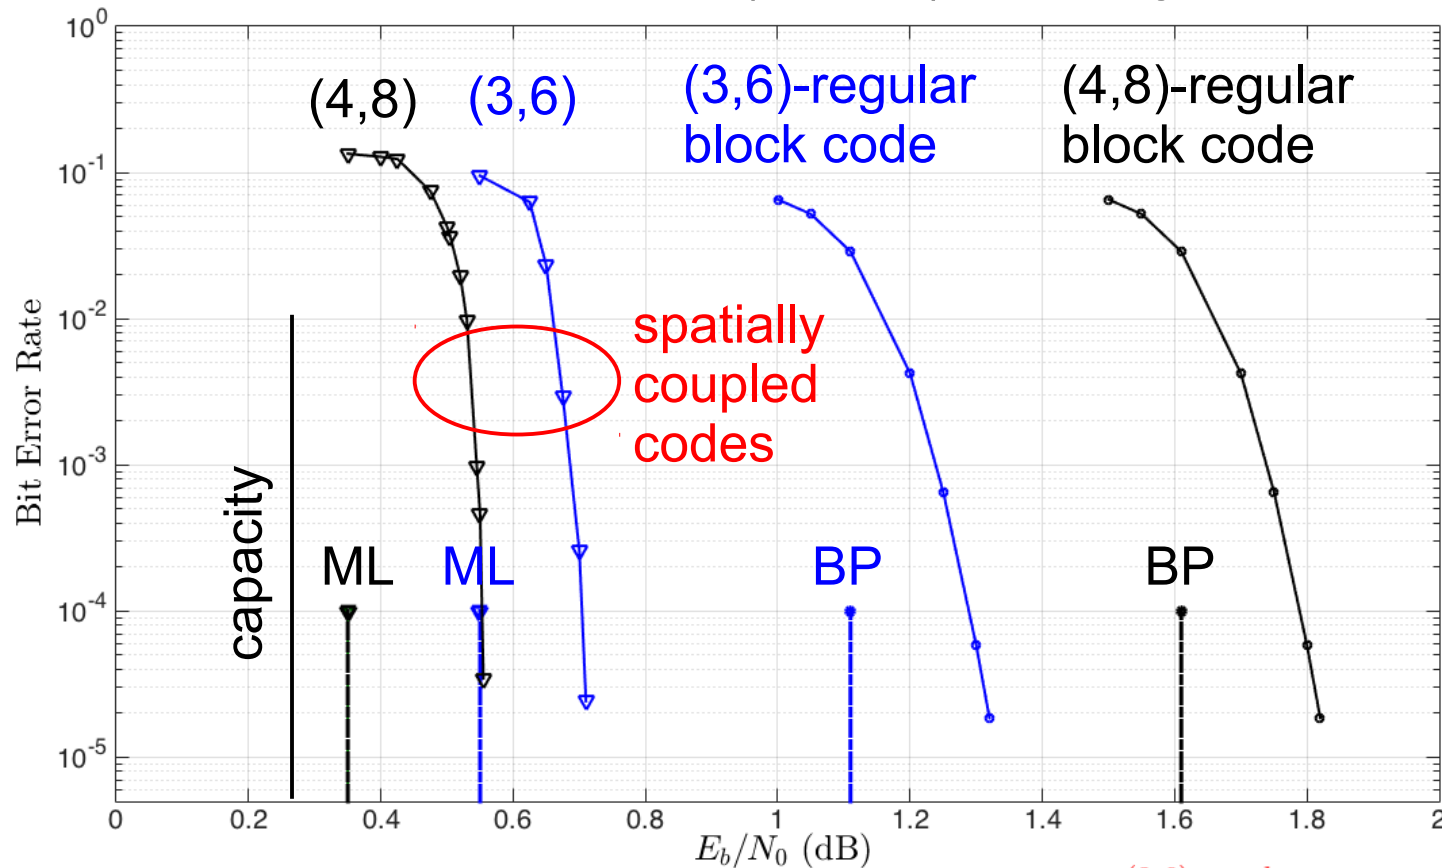 (4,8) (3,6) (3,6)-regular block code (4,8)-regular block code
spatially
coupled
codes
capacity
ML ML BP BP
Bit Error Rate
10^0
10^-1
10^-2
10^-3
10^-4
10^-5
0 0.2 0.4 0.6 0.8 1 1.2 1.4 1.6 1.8 2
E_b/N_0 (dB)